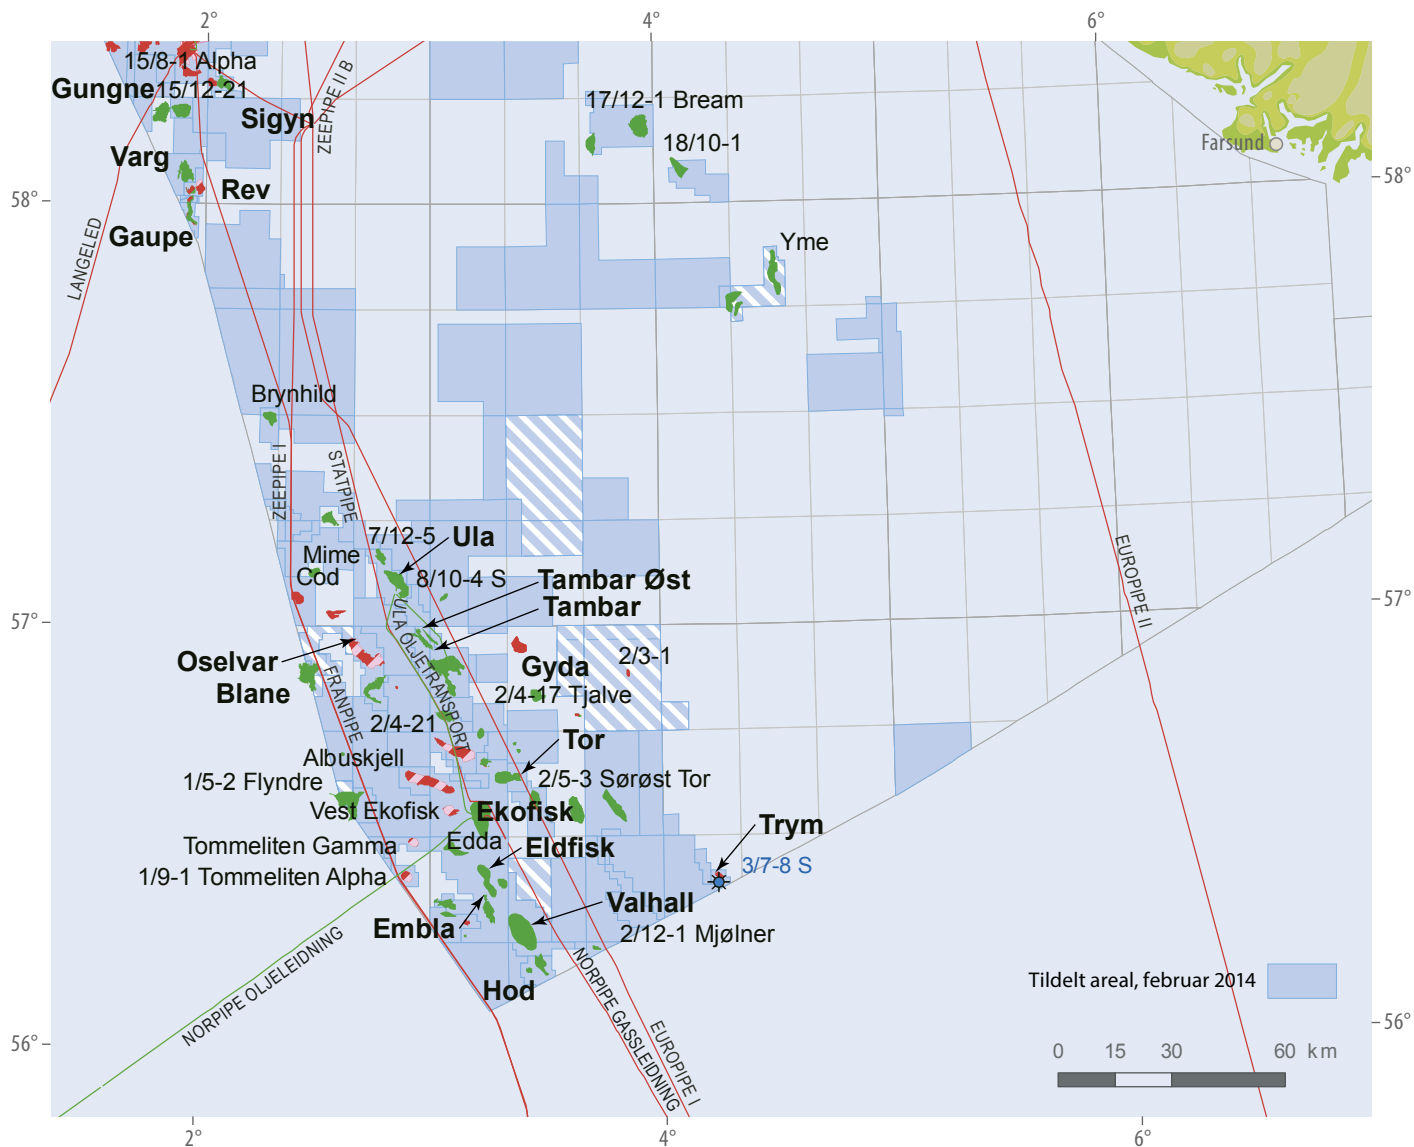 2°
4°
6°
15/8-1 Alpha
Gungne
15/12-21
Sigyn
ZEEPIPE II B
17/12-1 Bream
18/10-1
Farsund
Varg
Rev
58°
58°
Gaupe
LANGELED
Yme
Brynhild
ZEEPIPE I
STATPIPE
7/12-5
Ula
Mime
Cod
8/10-4 S
Tambar Øst
Tambar
EUROPIPE II
57°
57°
ULA OLJETRANSPORT
Oselvar
Blane
FRANPIPE
Gyda
2/3-1
2/4-17 Tjalve
2/4-21
Tor
Albuskjell
1/5-2 Flyndre
2/5-3 Sørøst Tor
Vest Ekofisk
Ekofisk
Trym
Tommeliten Gamma
Edda
Eldfisk
3/7-8 S
1/9-1 Tommeliten Alpha
Valhall
Embla
2/12-1 Mjølner
NORPIPE OLJELEIDNING
Hod
NORPIPE GASSLEIDNING
EUROPIPE I
Tildelt areal, februar 2014
56°
56°
0 15 30 60 km
2°
4°
6°